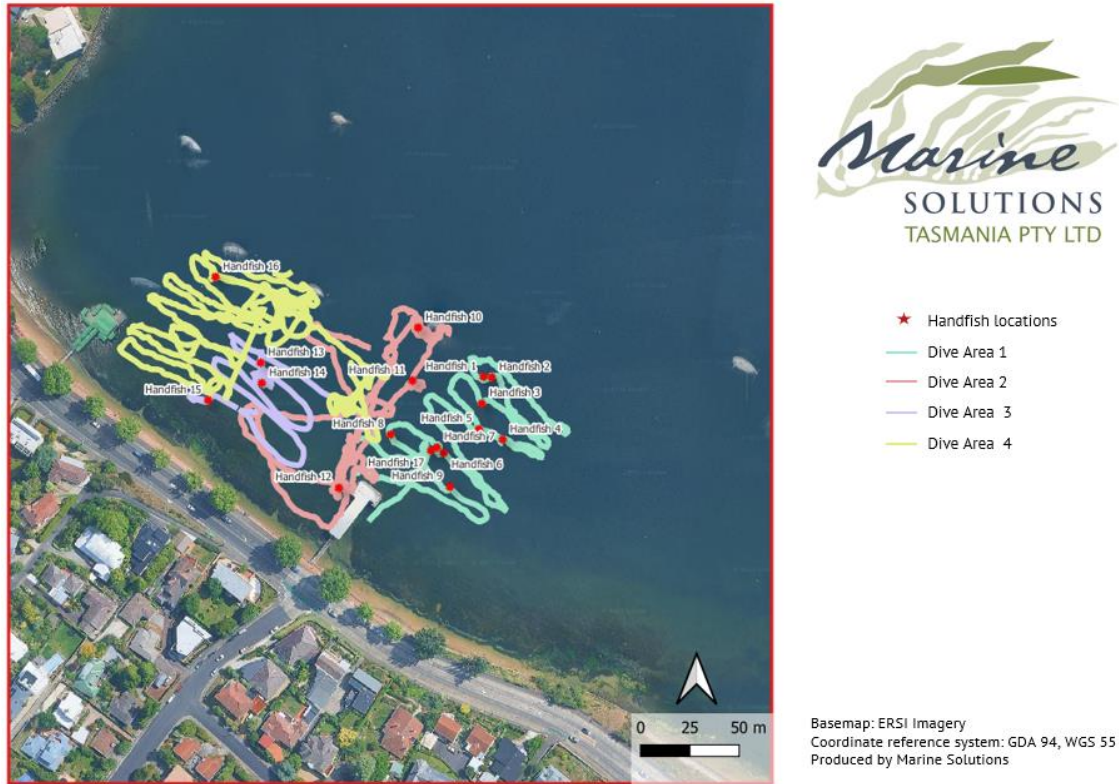 Handfish 16
Handfish 10
Handfish 13
Handfish 14
Handfish 11
Handfish 1
Handfish 2
Handfish 3
Handfish 15
Handfish 5
Handfish 8
Handfish 7
Handfish 4
Handfish 17
Handfish 6
Handfish 12
Handfish 9
0 25 50 m
Marine
SOLUTIONS
TASMANIA PTY LTD
Handfish locations
Dive Area 1
Dive Area 2
Dive Area 3
Dive Area 4
Basemap: ERSI Imagery
Coordinate reference system: GDA 94, WGS 55
Produced by Marine Solutions